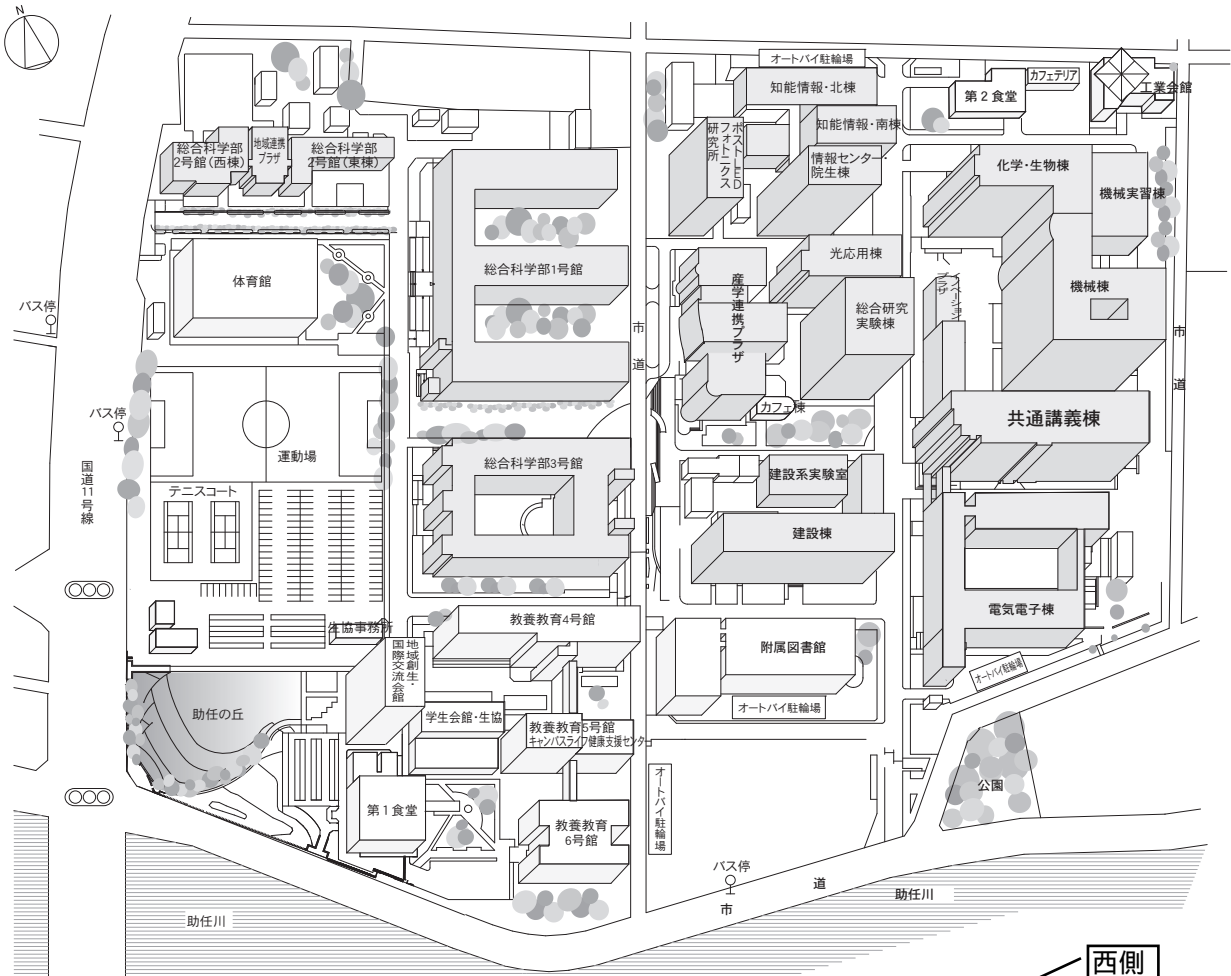 N
オートバイ駐輪場
知能情報・北棟
カフェテリア
第2食堂
工業会館
総合科学部
2号館(西棟)
地域連携
プラザ
総合科学部
2号館(東棟)
ポストLED
フォトニクス
研究所
知能情報・南棟
情報センター・
院生棟
化学・生物棟
機械実習棟
体育館
総合科学部1号館
光応用棟
産学連携プラザ
総合研究
実験棟
イノベーション
プラザ
機械棟
バス停
市
道
市
道
バス停
運動場
カフェ棟
共通講義棟
国道11号線
テニスコート
総合科学部3号館
建設系実験室
建設棟
電気電子棟
生協事務所
教養教育4号館
地域創生・
国際交流会館
附属図書館
オートバイ駐輪場
助任の丘
学生会館・生協
教養教育5号館
キャンパスライフ健康支援センター
オートバイ駐輪場
オートバイ駐輪場
公園
第1食堂
教養教育
6号館
バス停
道
市
助任川
助任川
西側